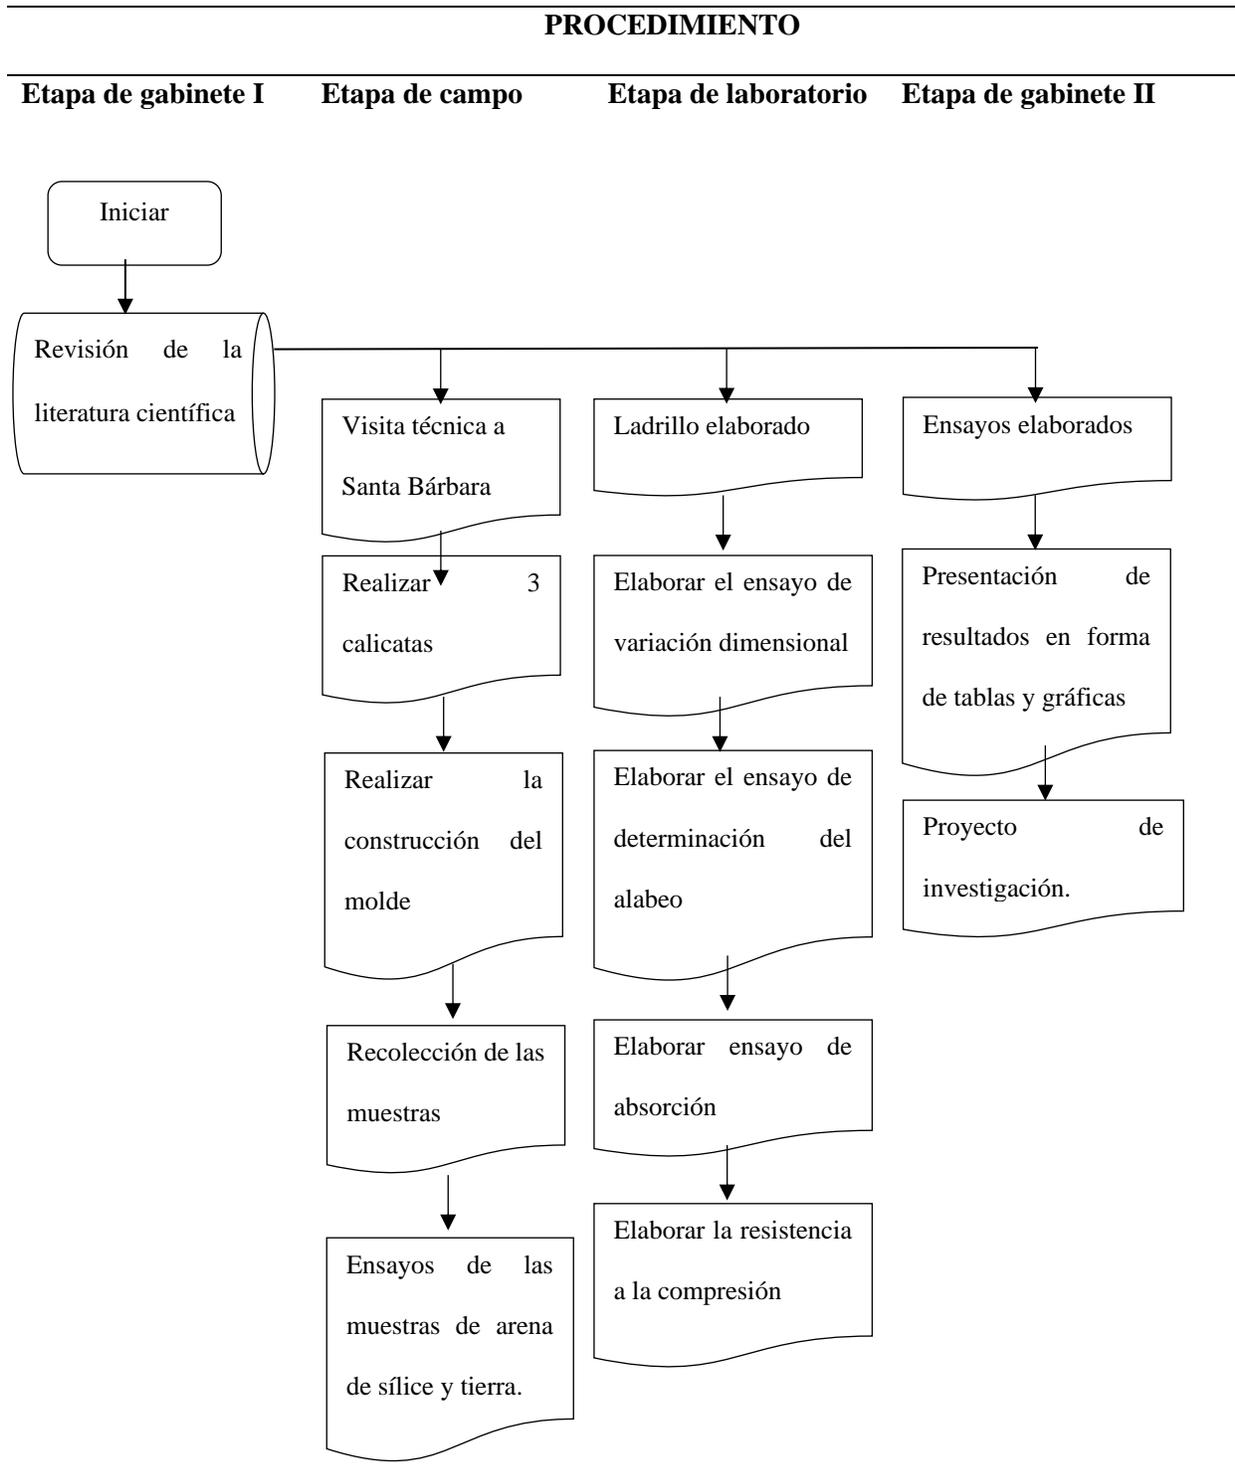 PROCEDIMIENTO
Etapa de gabinete I
Etapa de campo
Etapa de laboratorio
Etapa de gabinete II
Iniciar
Revisión de la
literatura científica
Visita técnica a
Santa Bárbara
Realizar 3
calicatas
Realizar la
construcción del
molde
Recolección de las
muestras
Ensayos de las
muestras de arena
de sílice y tierra.
Ladrillo elaborado
Elaborar el ensayo de
variación dimensional
Elaborar el ensayo de
determinación del
alabeo
Elaborar ensayo de
absorción
Elaborar la resistencia
a la compresión
Ensayos elaborados
Presentación de
resultados en forma
de tablas y gráficas
Proyecto de
investigación.